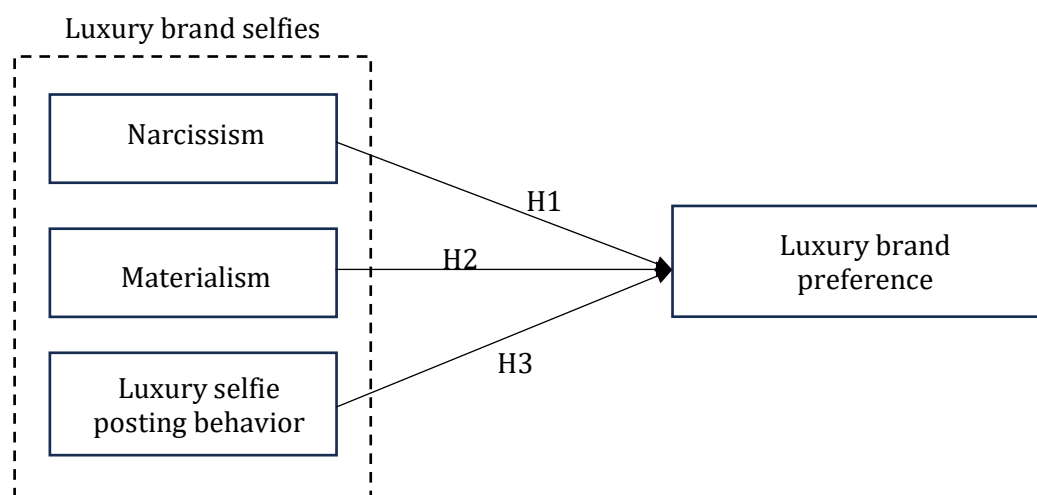 Luxury brand selfies
Narcissism
H1
Materialism
H2
Luxury brand
preference
Luxury selfie
posting behavior
H3